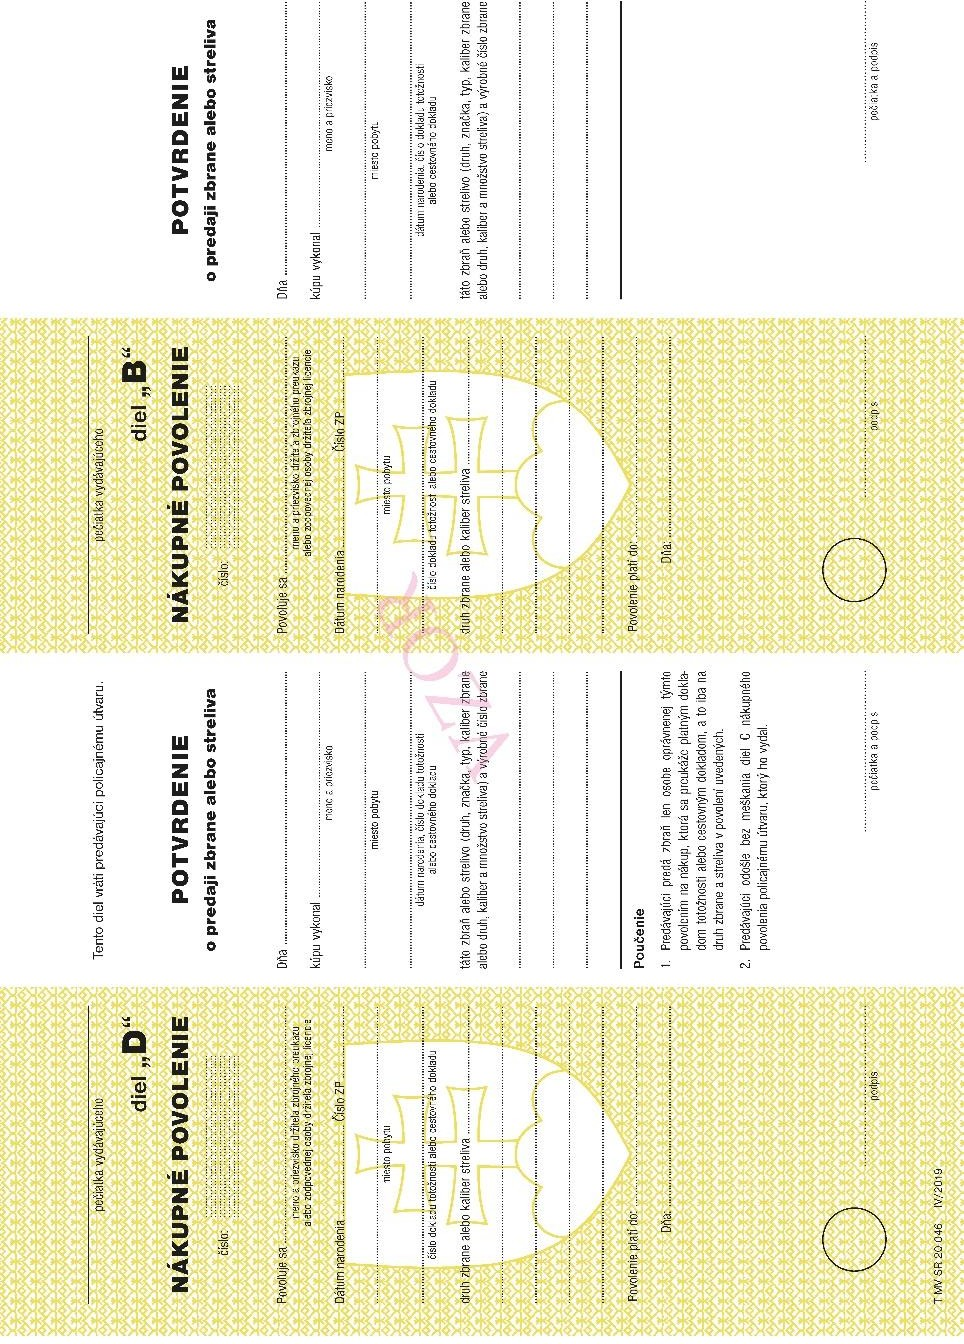 pečiatka vydávajúceho
diel „D“
NÁKUPNÉ POVOLENIE
číslo:
Povoľuje sa
meno a priezvisko držiteľa zbrojného preukazu
alebo zodpovednej osoby držiteľa zbrojnej licencie
Dátum narodenia Číslo ZP
miesto pobytu
číslo dokladu totožnosti alebo cestovného dokladu
druh zbrane alebo kaliber streliva
Povolenie platí do:
Dňa:
podpis
T MV SR 20 046 IV/2019
Tento diel vráti predávajúci policajnému útvaru.
POTVRDENIE
o predaji zbrane alebo streliva
Dňa
kúpu vykonal
meno a priezvisko
miesto pobytu
dátum narodenia, číslo dokladu totožnosti
alebo cestovného dokladu
táto zbraň alebo strelivo (druh, značka, typ, kaliber zbrane
alebo druh, kaliber a množstvo streliva) a výrobné číslo zbrane
Poučenie
1. Predávajúci predá zbraň len osobe oprávnenej týmto
povolením na nákup, ktorá sa preukáže platným dokla-
dom totožnosti alebo cestovným dokladom, a to iba na
druh zbrane a streliva v povolení uvedených.
2. Predávajúci odošle bez meškania diel C nákupného
povolenia policajnému útvaru, ktorý ho vydal.
pečiatka a podpis
pečiatka vydávajúceho
diel „B“
NÁKUPNÉ POVOLENIE
číslo:
Povoľuje sa
meno a priezvisko držiteľa zbrojného preukazu
alebo zodpovednej osoby držiteľa zbrojnej licencie
Dátum narodenia Číslo ZP
miesto pobytu
číslo dokladu totožnosti alebo cestovného dokladu
druh zbrane alebo kaliber streliva
Povolenie platí do:
Dňa:
podpis
POTVRDENIE
o predaji zbrane alebo streliva
Dňa
kúpu vykonal
meno a priezvisko
miesto pobytu
dátum narodenia, číslo dokladu totožnosti
alebo cestovného dokladu
táto zbraň alebo strelivo (druh, značka, typ, kaliber zbrane
alebo druh, kaliber a množstvo streliva) a výrobné číslo zbrane
pečiatka a podpis